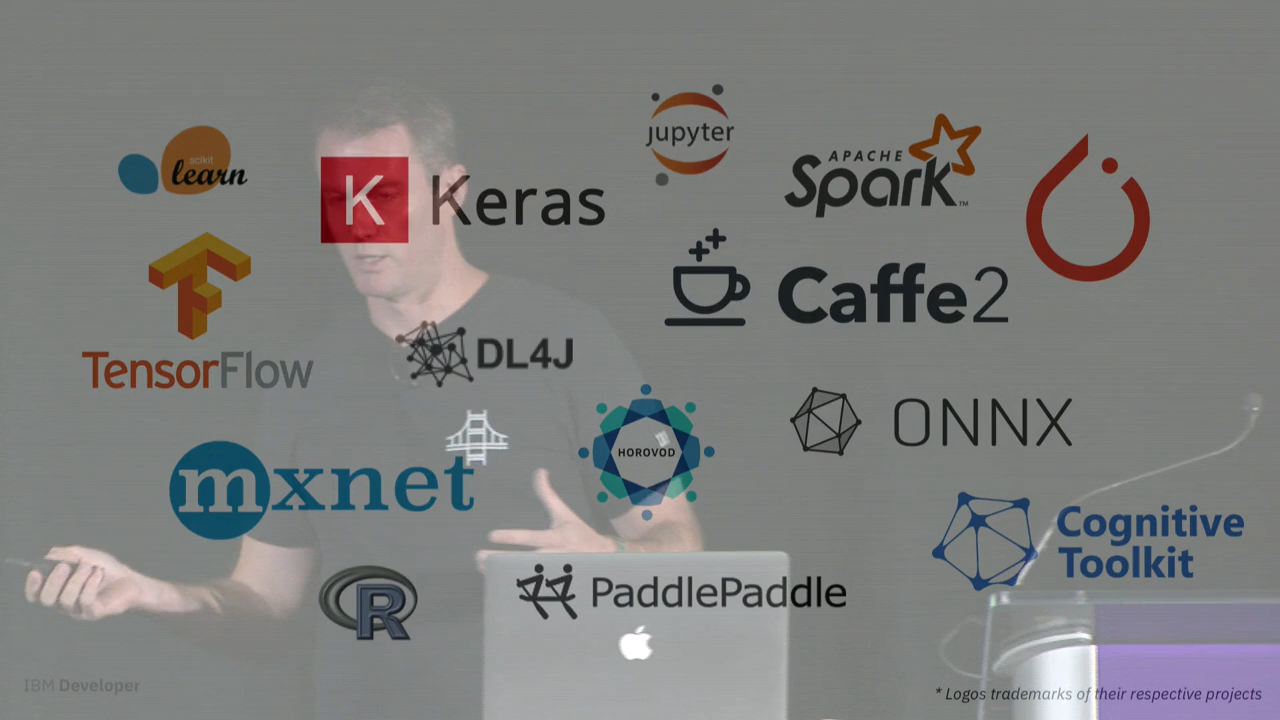 jupyter
scikit
learn
K Keras
APACHE
Spark™
Caffe2
TensorFlow
DL4J
ONNX
HOROVOD
mxnet
Cognitive
Toolkit
R
PaddlePaddle
IBM Developer
* Logos trademarks of their respective projects